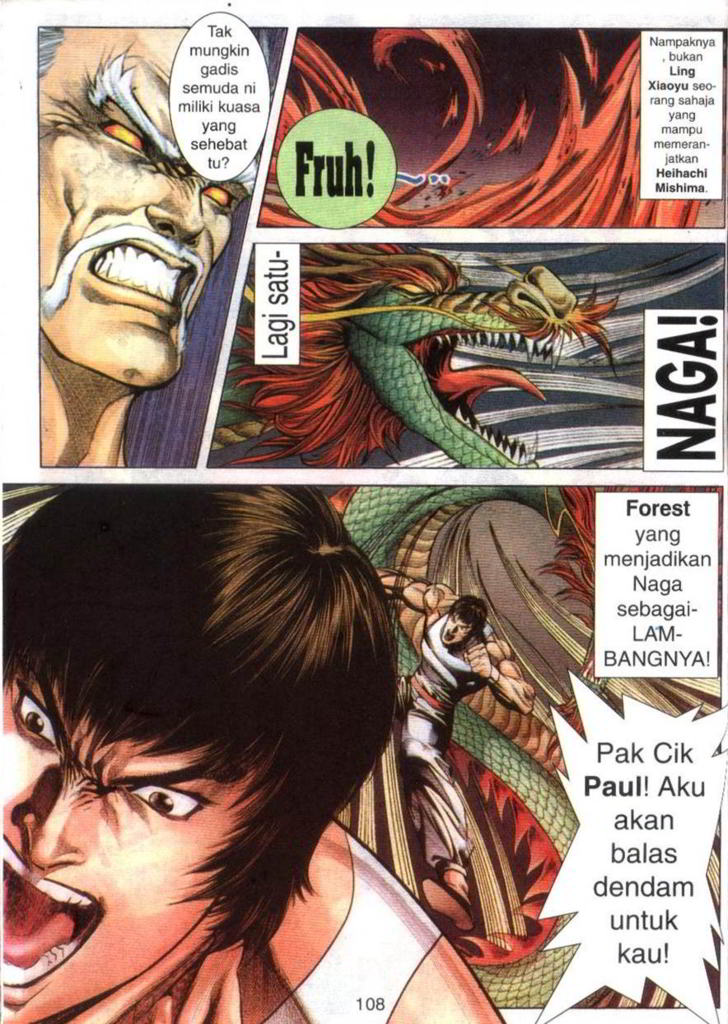 Tak
mungkin
gadis
semuda ni
miliki kuasa
yang
sehebat
tu?
Fruh!
Nampaknya
, bukan
Ling
Xiaoyu seo-
rang sahaja
yang
mampu
memeran-
jatkan
Heihachi
Mishima.
Lagi satu-
NAGA!
Forest
yang
menjadikan
Naga
sebagai-
LAM-
BANGNYA!
Pak Cik
Paul! Aku
akan
balas
dendam
untuk
kau!
108